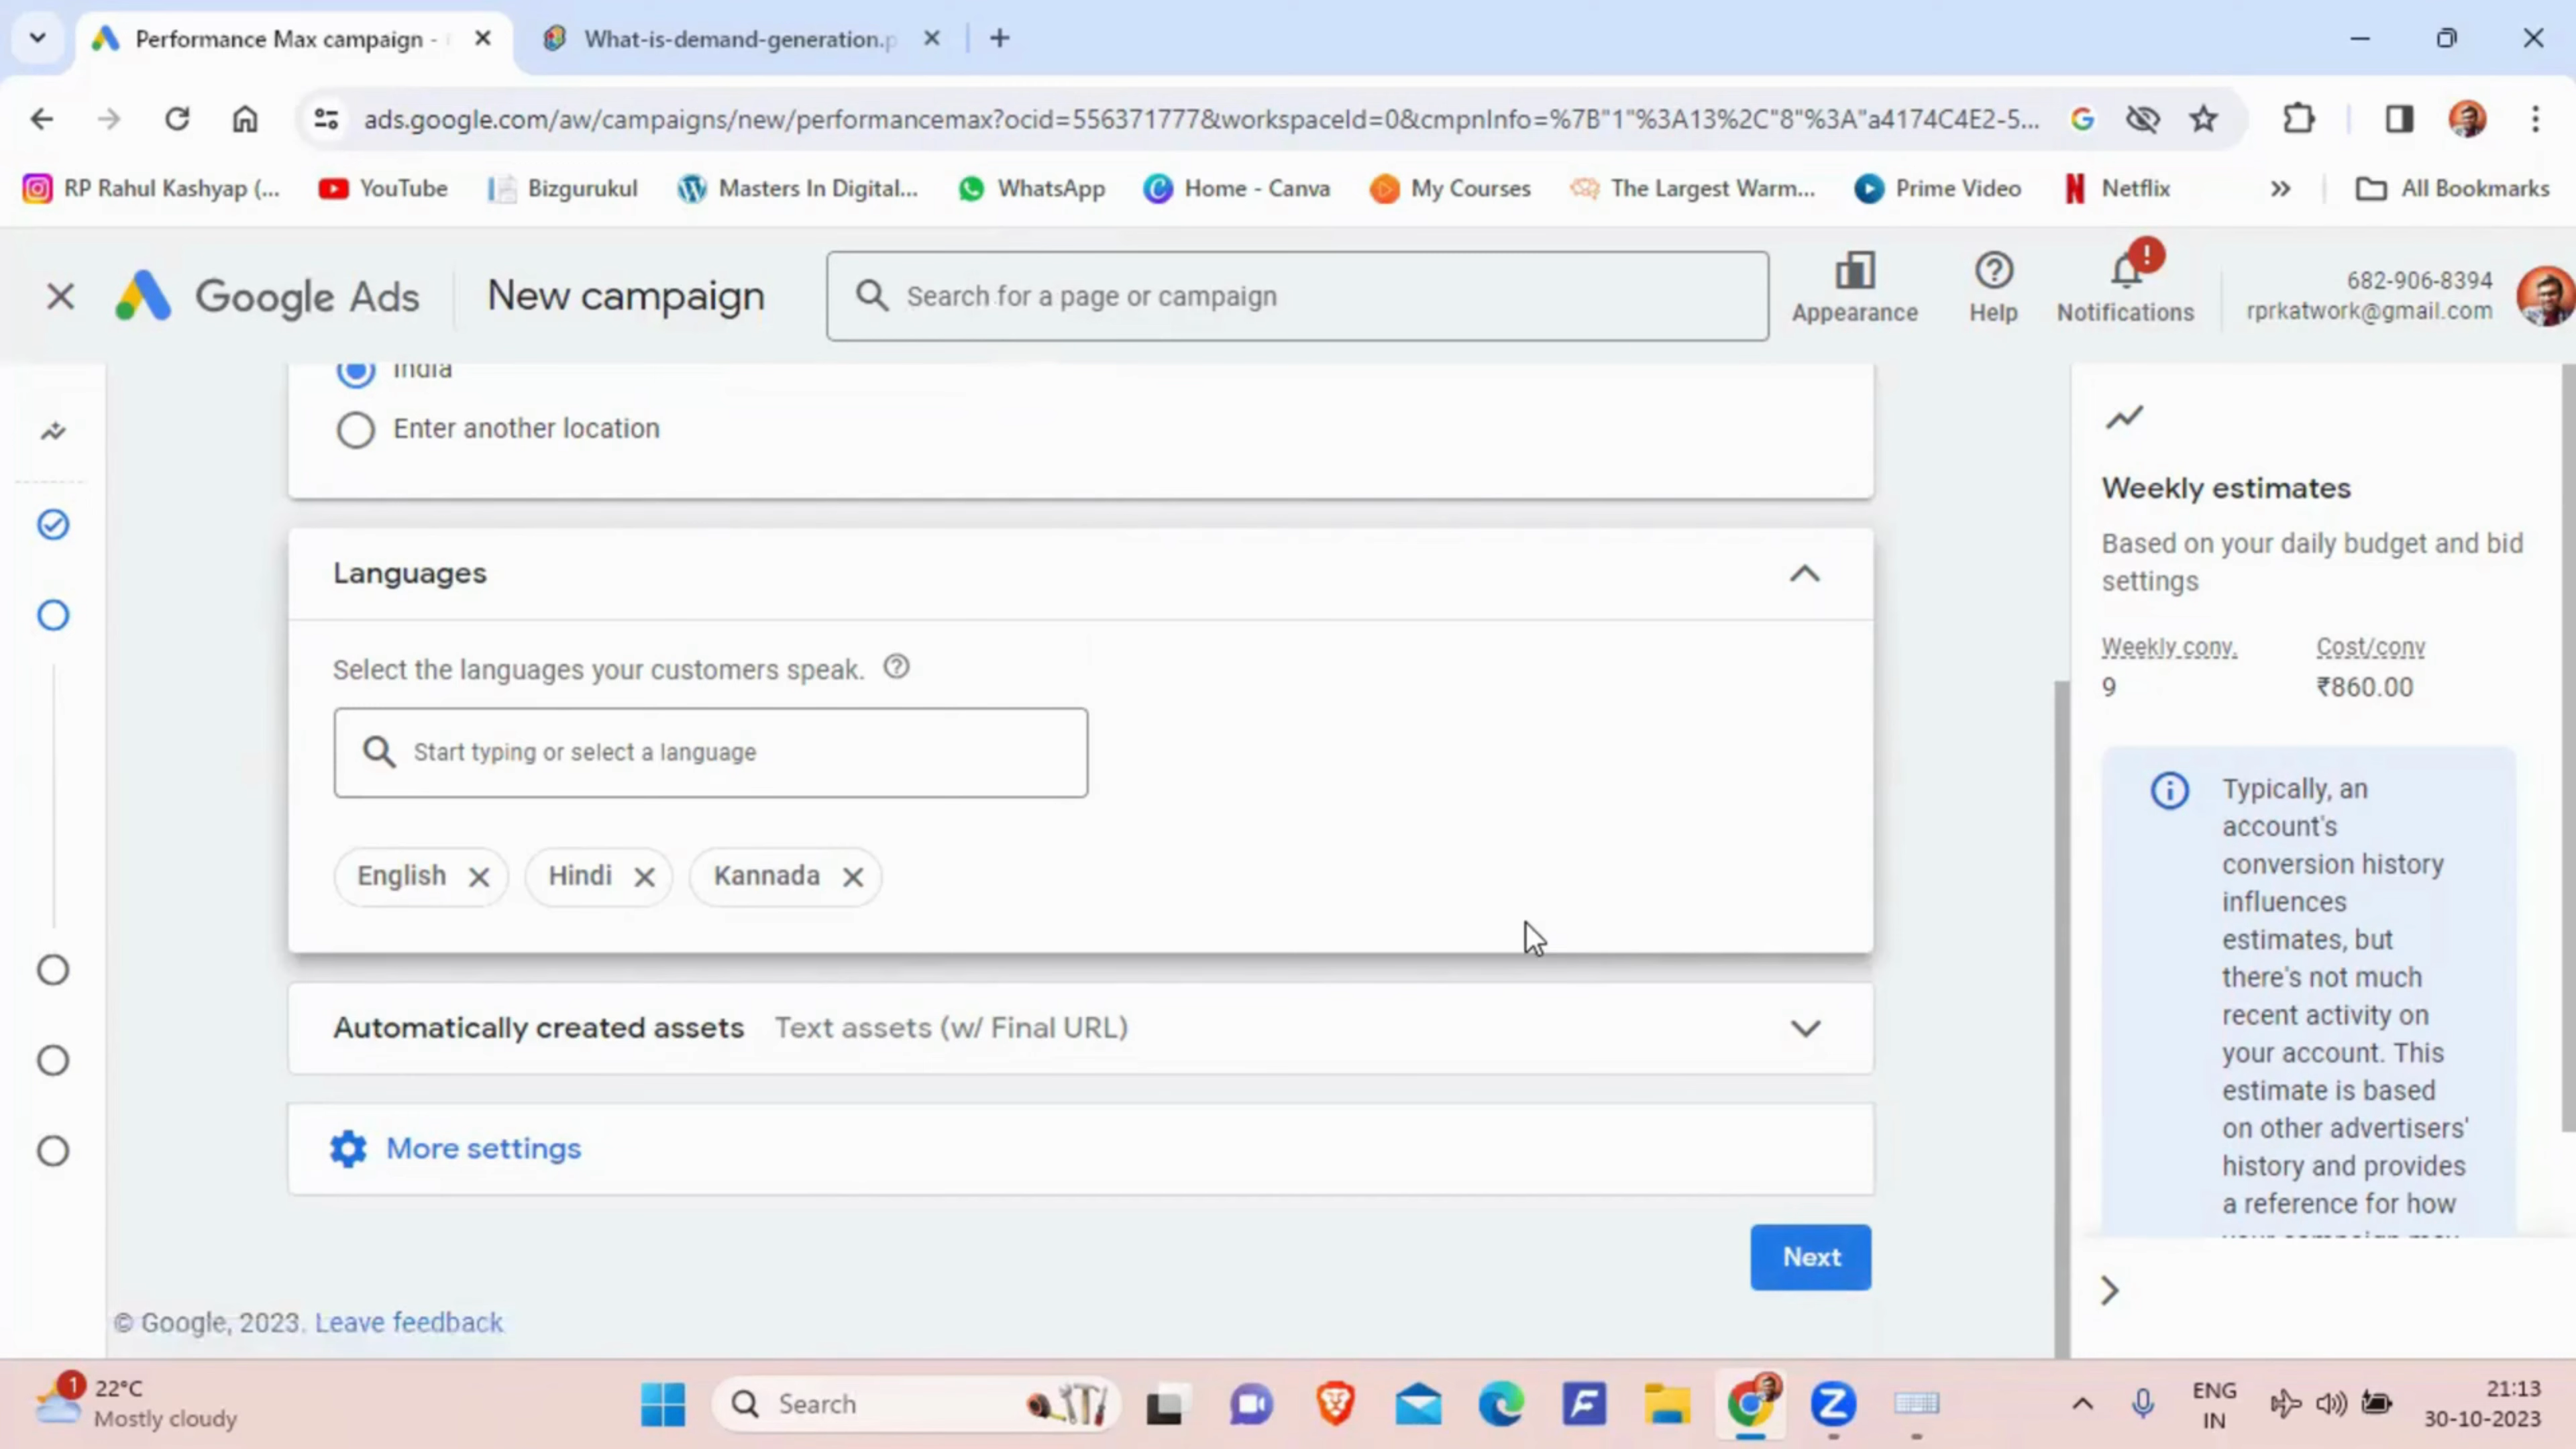 Performance Max campaign -
What-is-demand-generation.p
ads.google.com/aw/campaigns/new/performancemax?ocid=556371777&workspaceId=0&cmpnInfo=%7B"1"%3A13%2C"8"%3A"a4174C4E2-5...
RP Rahul Kashyap (...
YouTube
Bizgurukul
Masters In Digital...
WhatsApp
Home - Canva
My Courses
The Largest Warm...
Prime Video
Netflix
All Bookmarks
Google Ads
New campaign
Search for a page or campaign
Appearance
Help
!
Notifications
682-906-8394
rprkatwork@gmail.com
India
Enter another location
Languages
Select the languages your customers speak.
Start typing or select a language
English
Hindi
Kannada
Automatically created assets Text assets (w/ Final URL)
More settings
Next
© Google, 2023. Leave feedback
Weekly estimates
Based on your daily budget and bid
settings
Weekly conv. Cost/conv
9 ₹860.00
Typically, an
account's
conversion history
influences
estimates, but
there's not much
recent activity on
your account. This
estimate is based
on other advertisers'
history and provides
a reference for how
1
22°C
Mostly cloudy
Search
ENG
IN
21:13
30-10-2023